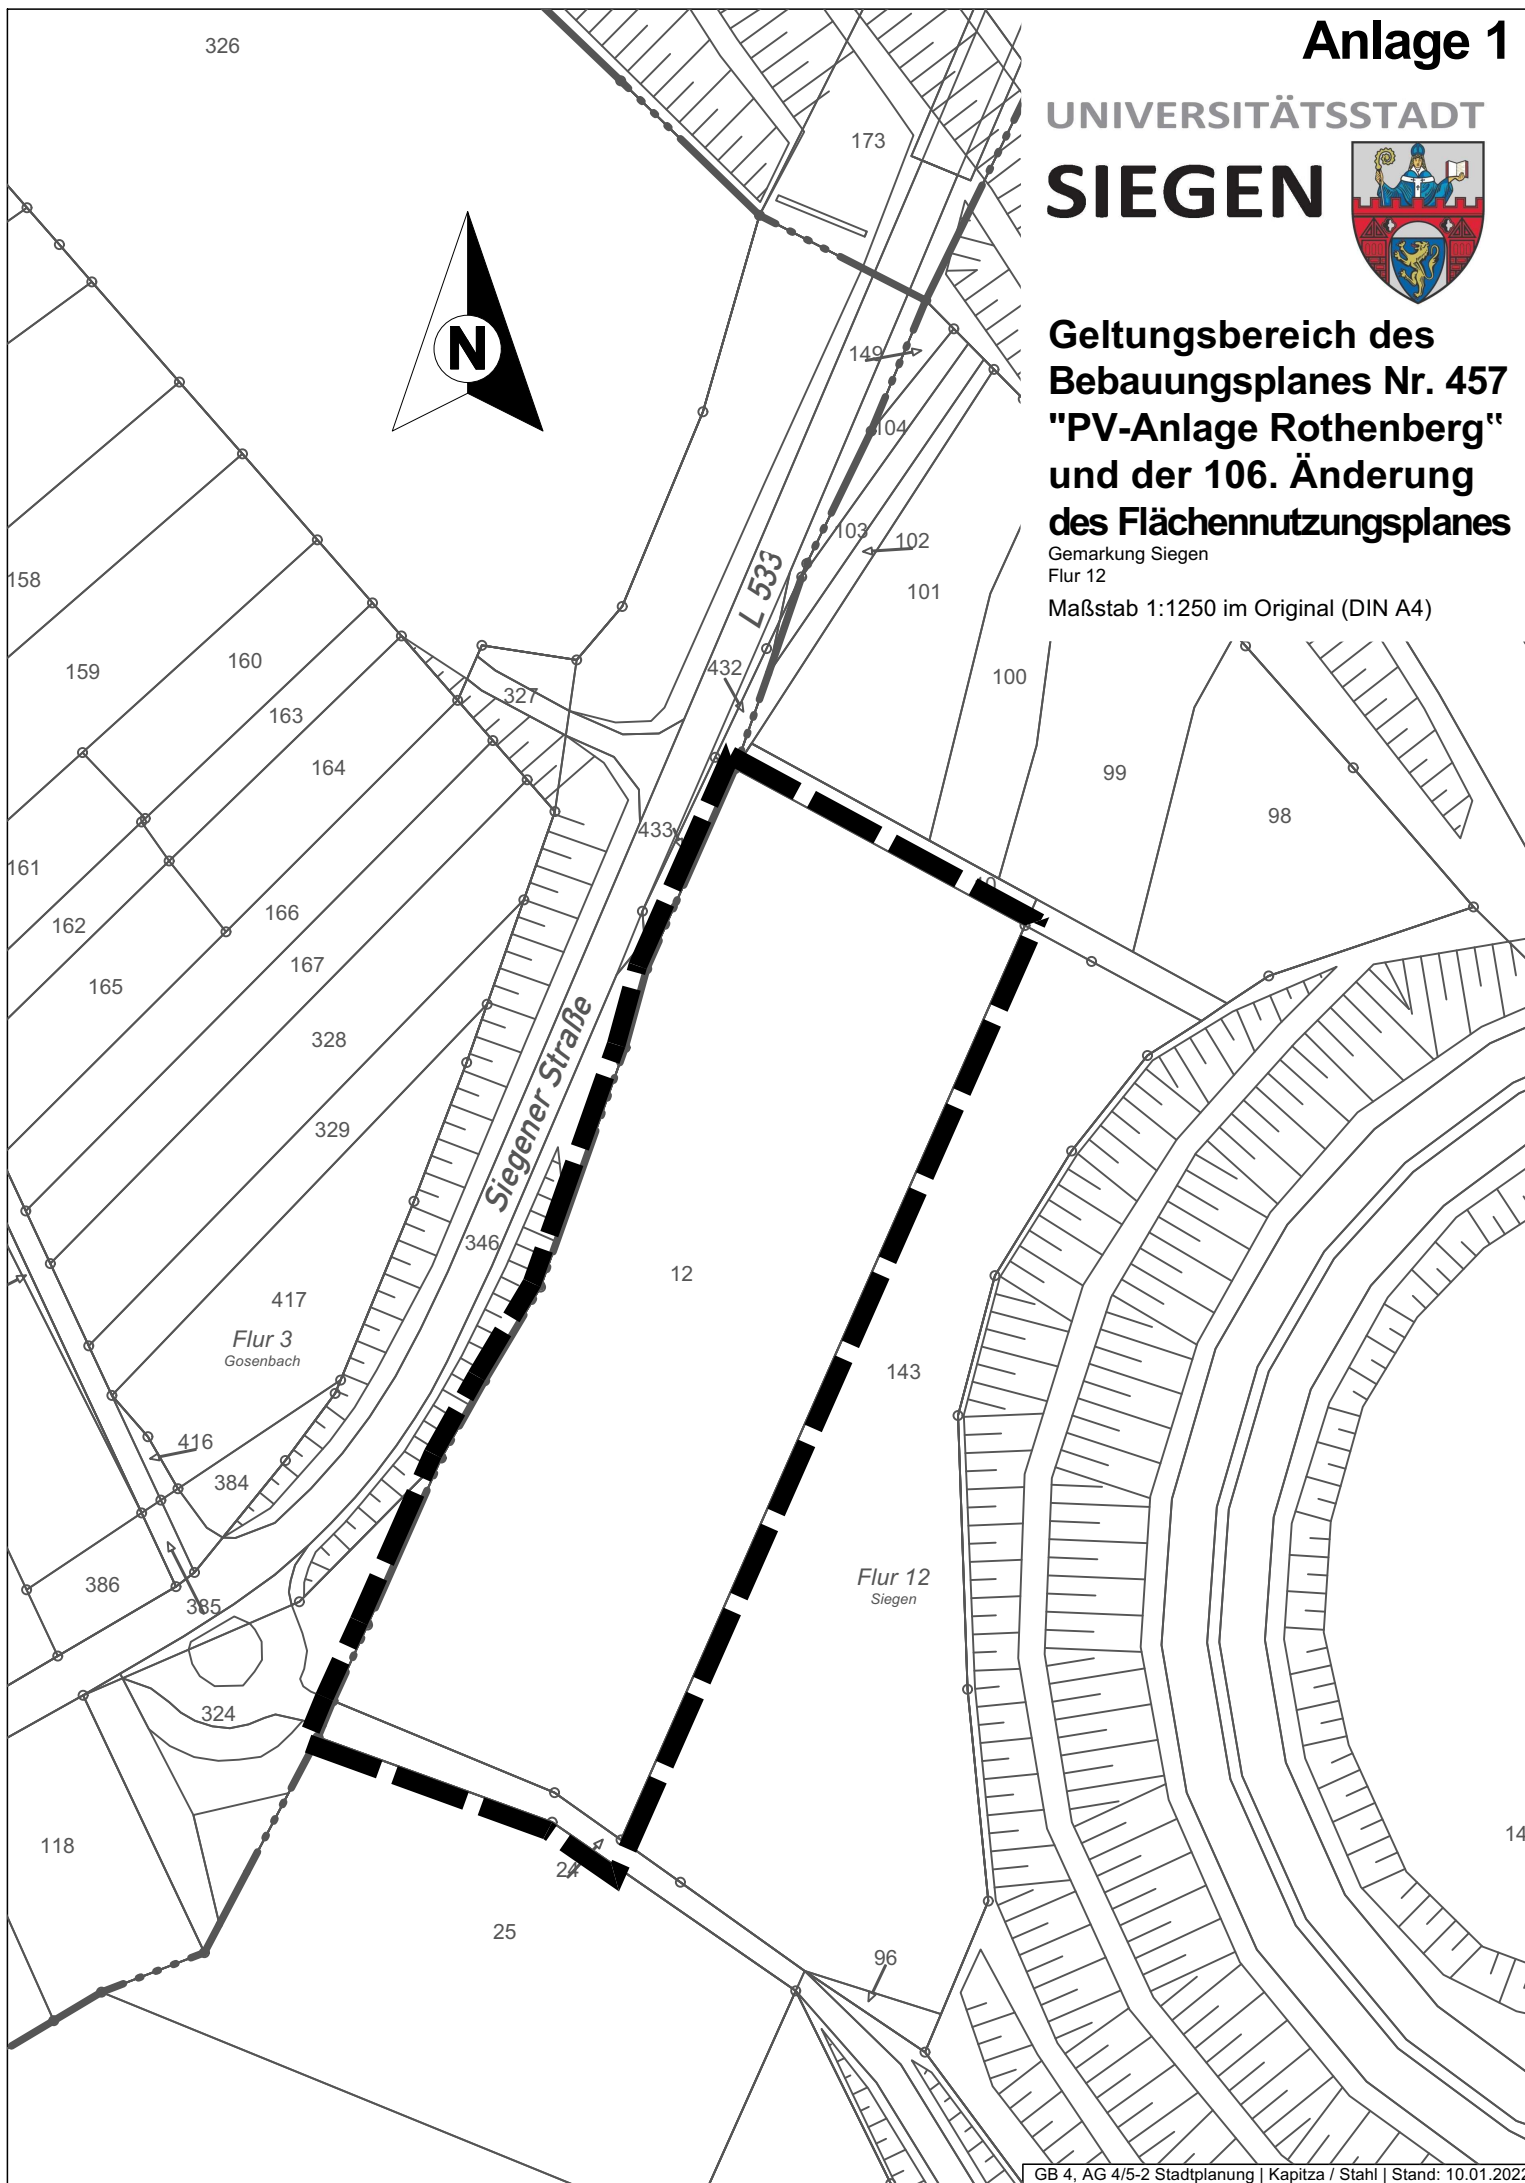 Anlage 1
UNIVERSITÄTSSTADT
SIEGEN
Geltungsbereich des
Bebauungsplanes Nr. 457
"PV-Anlage Rothenberg“
und der 106. Änderung
des Flächennutzungsplanes
Gemarkung Siegen
Flur 12
Maßstab 1:1250 im Original (DIN A4)
326
173
N
149
104
103
102
101
L 533
158
159
160
432
100
327
163
164
99
98
433
161
10
162
166
167
165
Siegener Straße
328
329
346
12
417
Flur 3
Gosenbach
143
416
384
Flur 12
Siegen
386
385
324
118
14
24
25
96
GB 4, AG 4/5-2 Stadtplanung | Kapitza / Stahl | Stand: 10.01.2022